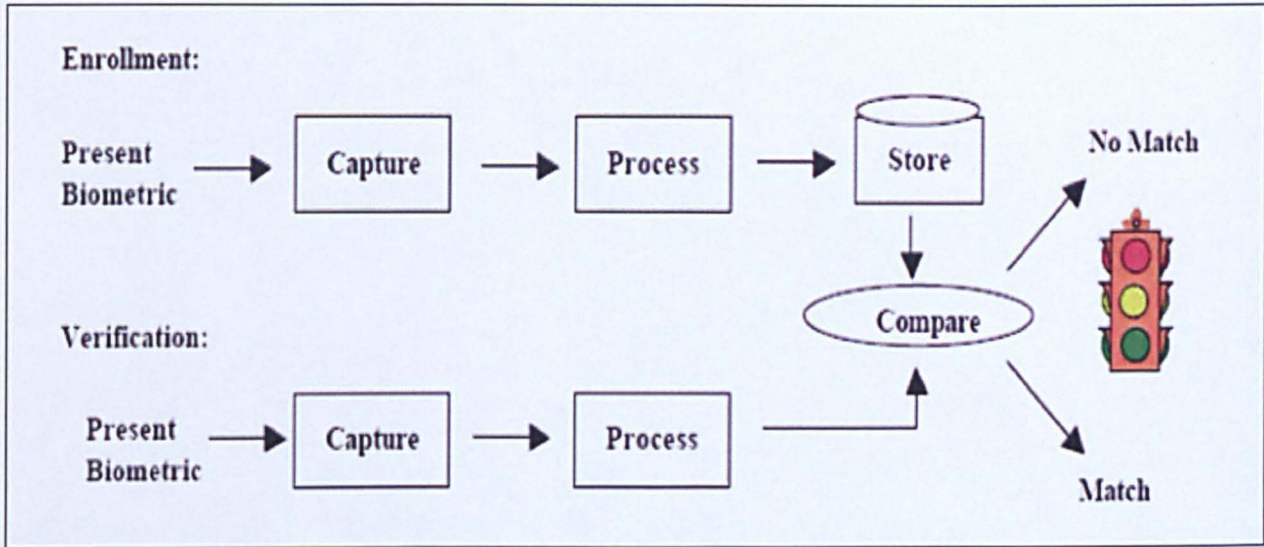 Enrollment:
Present
Biometric
Capture
Process
Store
No Match
Compare
Verification:
Present
Biometric
Capture
Process
Match